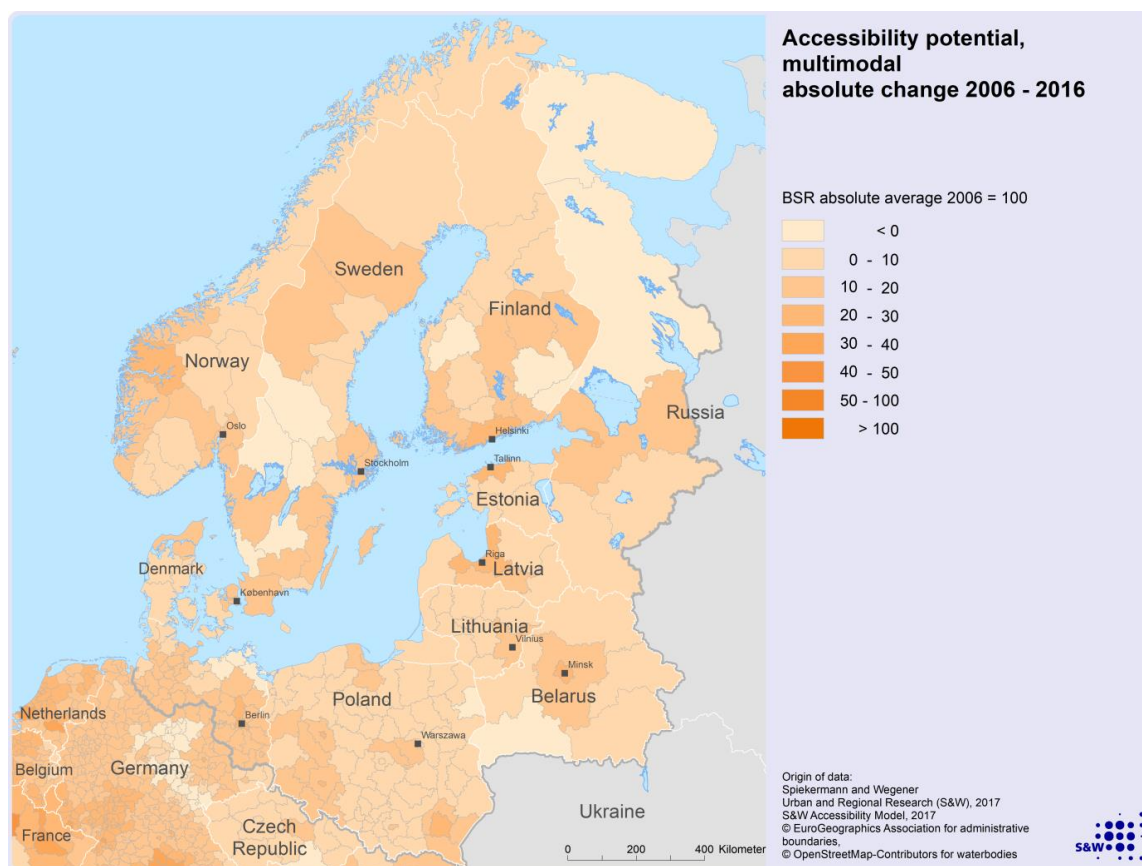 Accessibility potential,
multimodal
absolute change 2006 - 2016
BSR absolute average 2006 = 100
< 0
0 - 10
10 - 20
20 - 30
30 - 40
40 - 50
50 - 100
> 100
Sweden
Finland
Norway
Russia
Oslo
Helsinki
Stockholm
Tallinn
Estonia
Riga
Latvia
Denmark
København
Lithuania
Vilnius
Minsk
Belarus
Poland
Netherlands
Berlin
Warszawa
Belgium
Germany
Ukraine
France
Czech
Republic
0 200 400 Kilometer
Origin of data:
Spiekermann and Wegener
Urban and Regional Research (S&W), 2017
S&W Accessibility Model, 2017
© EuroGeographics Association for administrative
boundaries,
© OpenStreetMap-Contributors for waterbodies
S&W